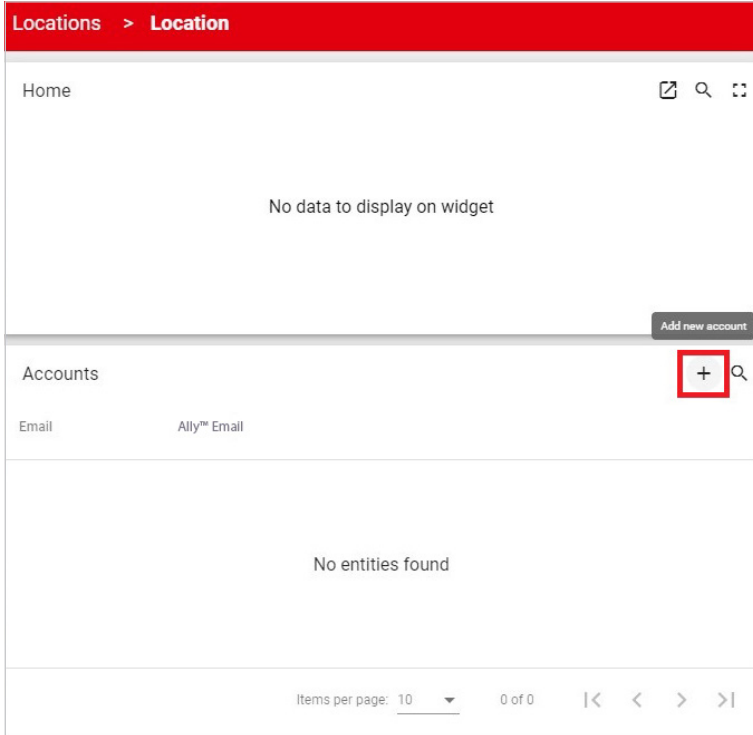 Locations > Location
Home
No data to display on widget
Add new account
Accounts
+
Email Ally™ Email
No entities found
Items per page: 10 0 of 0